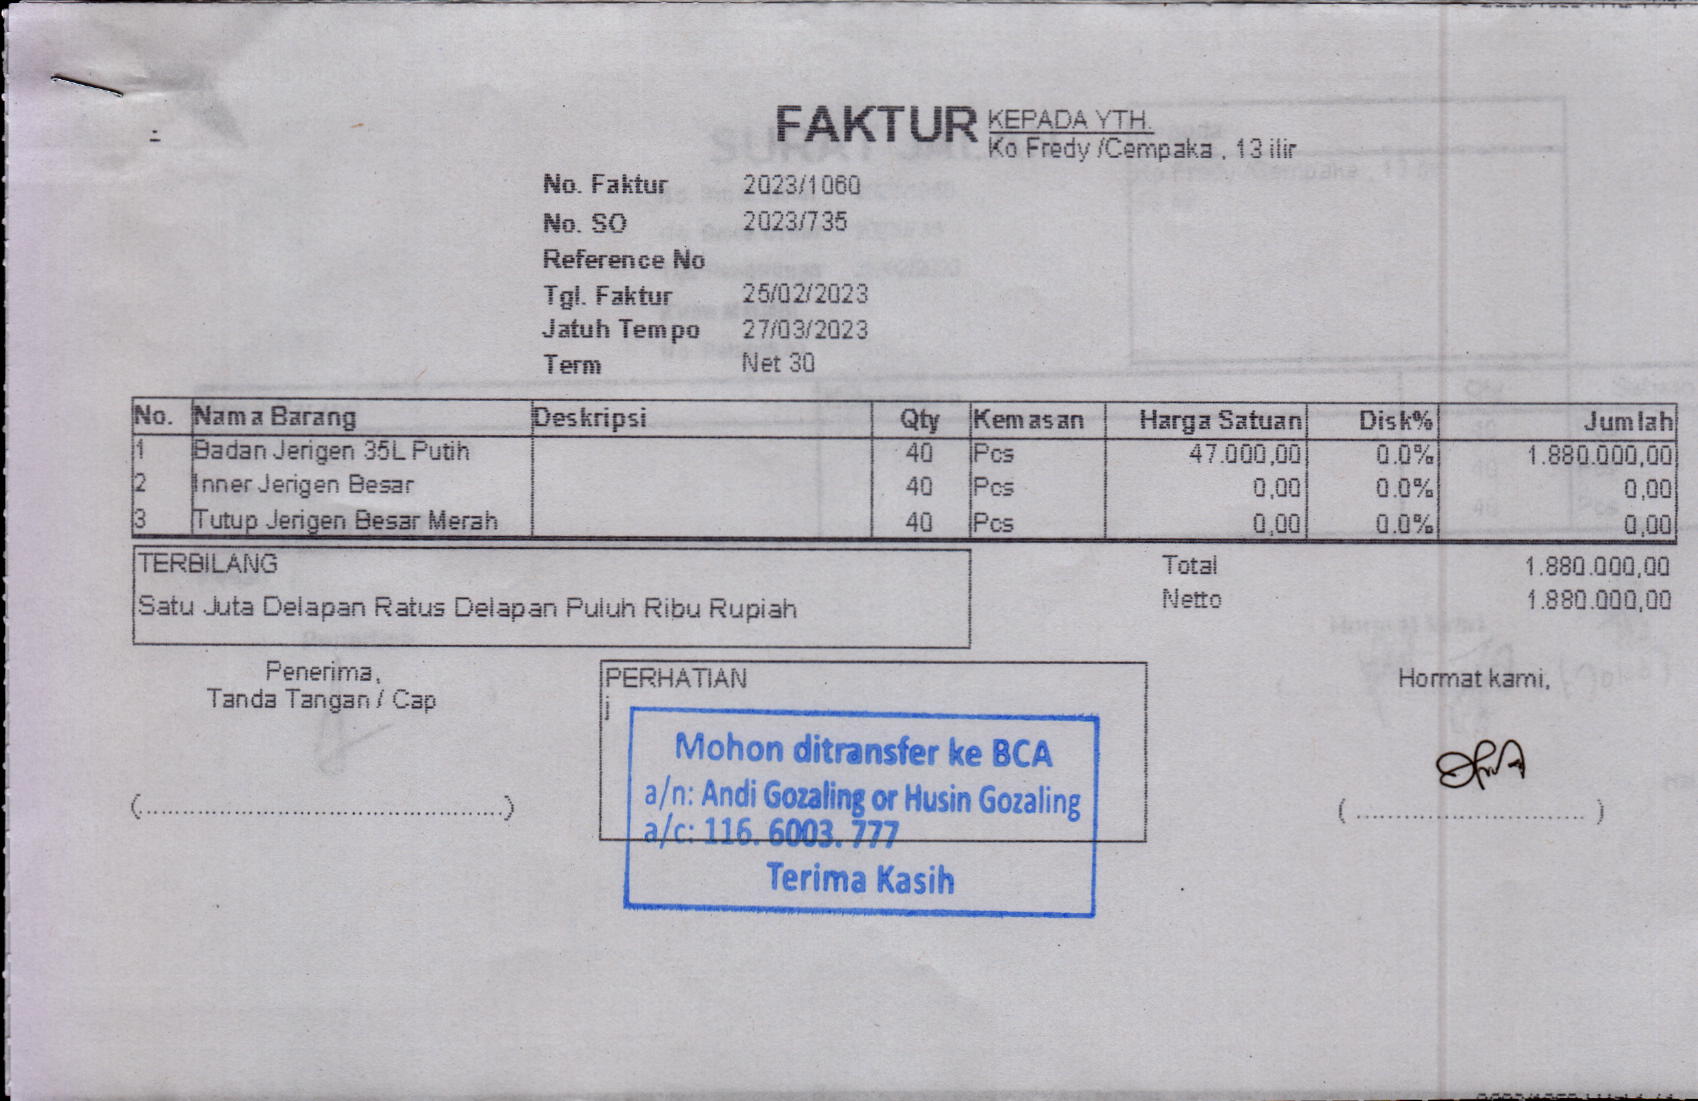 FAKTUR
KEPADA YTH.
Ko Fredy /Cempaka , 13 ilir
No. Faktur 2023/1060
No. SO 2023/735
Reference No
Tgl. Faktur 25/02/2023
Jatuh Tempo 27/03/2023
Term Net 30
No. Nama Barang Deskripsi Qty Kemasan Harga Satuan Disk% Jumlah
1 Badan Jerigen 35L Putih 40 Pcs 47.000,00 0.0% 1.880.000,00
2 Inner Jerigen Besar 40 Pcs 0,00 0.0% 0,00
3 Tutup Jerigen Besar Merah 40 Pcs 0,00 0.0% 0,00
TERBILANG
Satu Juta Delapan Ratus Delapan Puluh Ribu Rupiah
Total 1.880.000,00
Netto 1.880.000,00
Penerima,
Tanda Tangan / Cap
(..............................................)
PERHATIAN
j
Mohon ditransfer ke BCA
a/n: Andi Gozaling or Husin Gozaling
a/c: 116. 6003. 777
Terima Kasih
Hormat kami,
( ............................. )